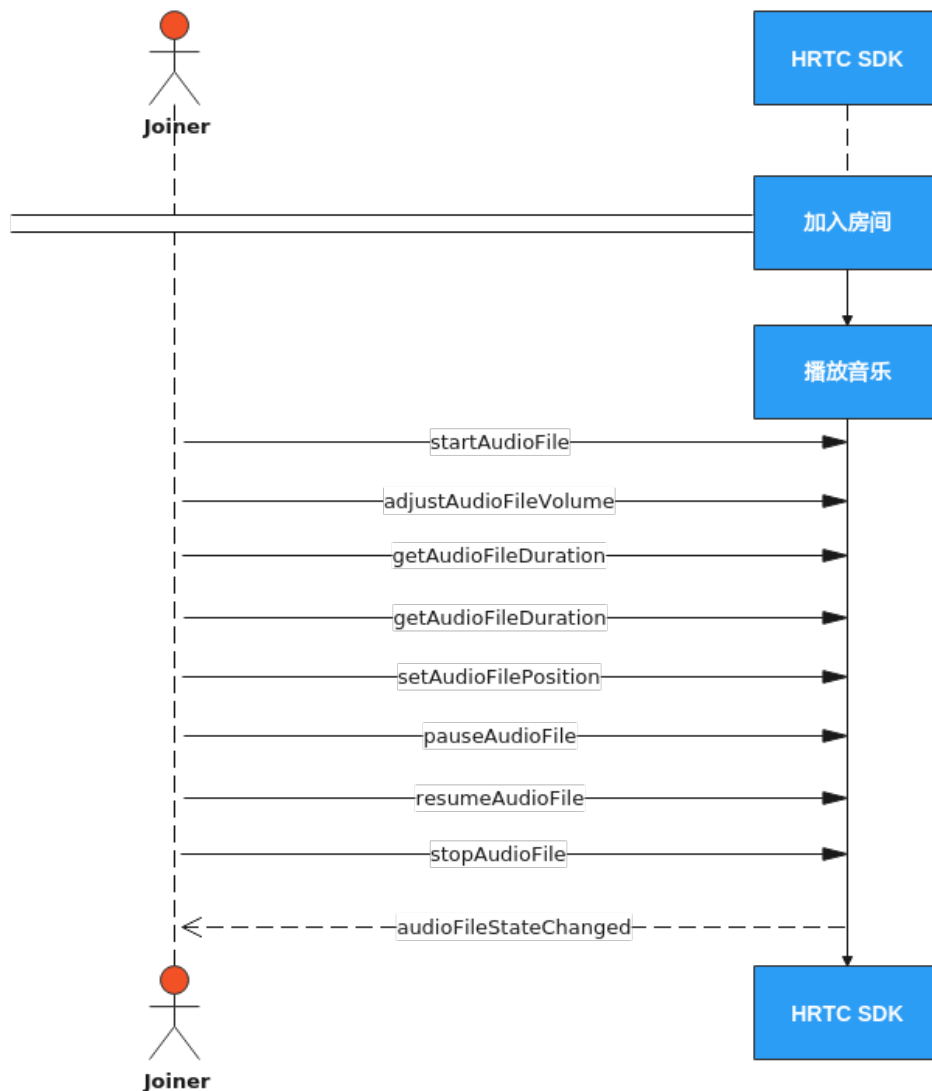 HRTC SDK
Joiner
加入房间
播放音乐
startAudioFile
adjustAudioFileVolume
getAudioFileDuration
getAudioFileDuration
setAudioFilePosition
pauseAudioFile
resumeAudioFile
stopAudioFile
audioFileStateChanged
HRTC SDK
Joiner